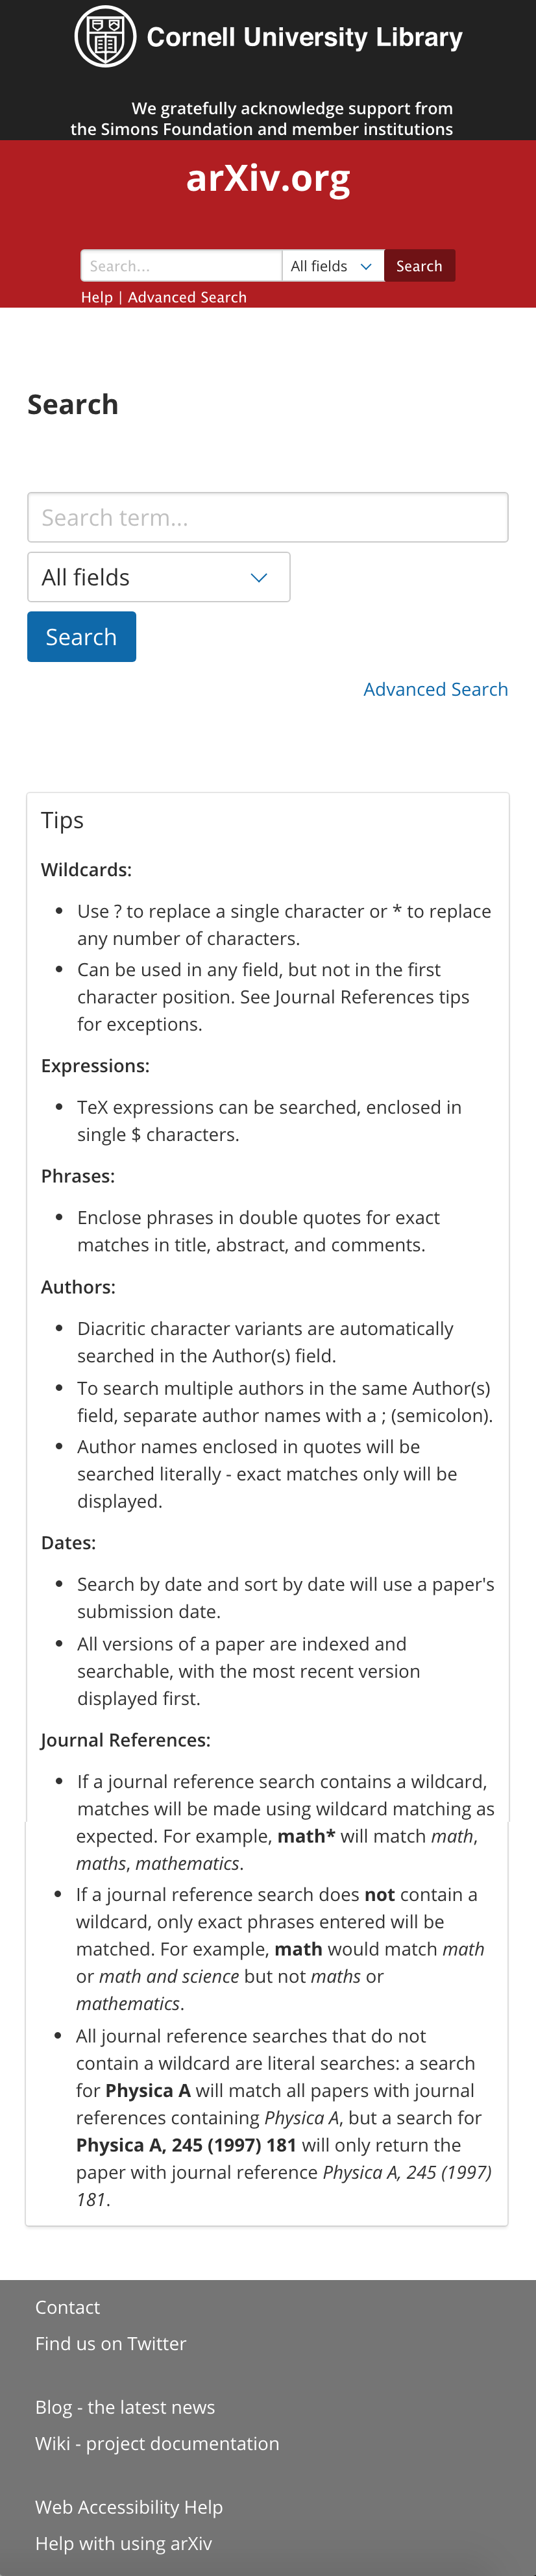 Cornell University Library
We gratefully acknowledge support from
the Simons Foundation and member institutions
arXiv.org
Search... All fields Search
Help | Advanced Search
Search
Search term...
All fields
Search
Advanced Search
Tips
Wildcards:
• Use ? to replace a single character or * to replace
any number of characters.
• Can be used in any field, but not in the first
character position. See Journal References tips
for exceptions.
Expressions:
• TeX expressions can be searched, enclosed in
single $ characters.
Phrases:
• Enclose phrases in double quotes for exact
matches in title, abstract, and comments.
Authors:
• Diacritic character variants are automatically
searched in the Author(s) field.
• To search multiple authors in the same Author(s)
field, separate author names with a ; (semicolon).
• Author names enclosed in quotes will be
searched literally - exact matches only will be
displayed.
Dates:
• Search by date and sort by date will use a paper's
submission date.
• All versions of a paper are indexed and
searchable, with the most recent version
displayed first.
Journal References:
• If a journal reference search contains a wildcard,
matches will be made using wildcard matching as
expected. For example, math* will match math,
maths, mathematics.
• If a journal reference search does not contain a
wildcard, only exact phrases entered will be
matched. For example, math would match math
or math and science but not maths or
mathematics.
• All journal reference searches that do not
contain a wildcard are literal searches: a search
for Physica A will match all papers with journal
references containing Physica A, but a search for
Physica A, 245 (1997) 181 will only return the
paper with journal reference Physica A, 245 (1997)
181.
Contact
Find us on Twitter
Blog - the latest news
Wiki - project documentation
Web Accessibility Help
Help with using arXiv